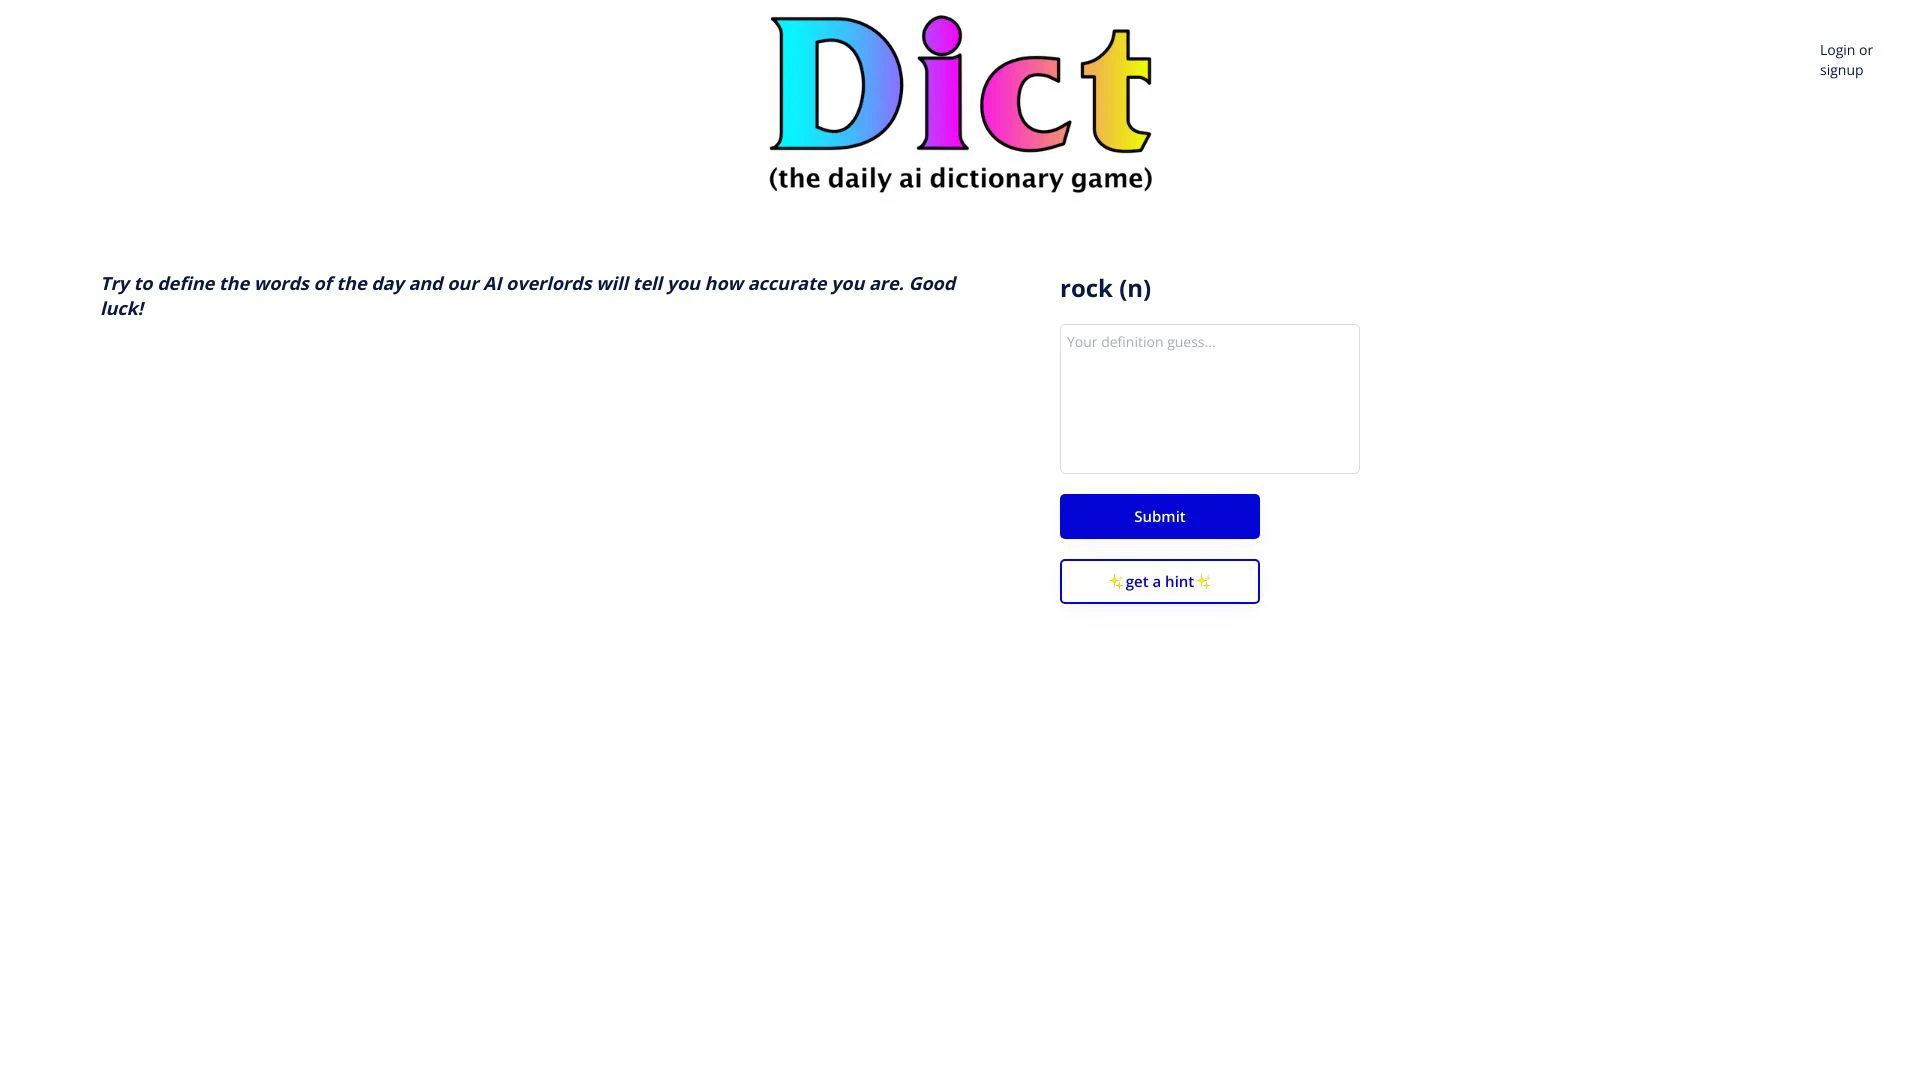 Dict
(the daily ai dictionary game)
Login or
signup
Try to define the words of the day and our AI overlords will tell you how accurate you are. Good
luck!
rock (n)
Your definition guess...
Submit
✨get a hint✨